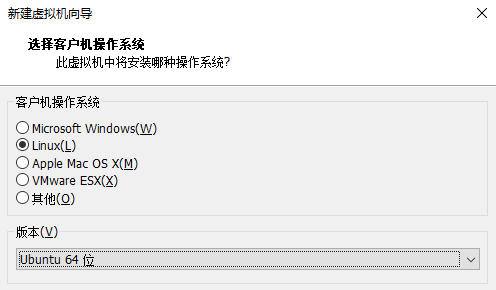 新建虚拟机向导
选择客户机操作系统
此虚拟机中将安装哪种操作系统?
客户机操作系统
Microsoft Windows(W)
Linux(L)
Apple Mac OS X(M)
VMware ESX(X)
其他(O)
版本(V)
Ubuntu 64 位